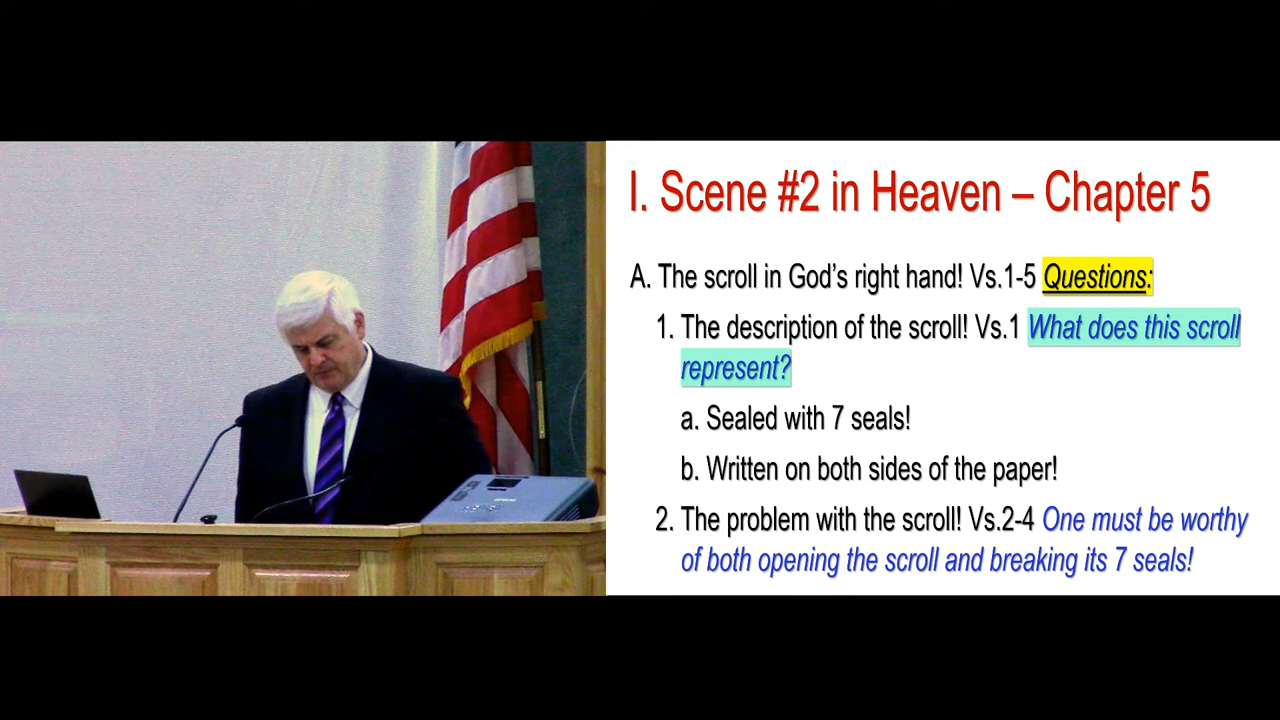 I. Scene #2 in Heaven – Chapter 5
A. The scroll in God’s right hand! Vs.1-5 Questions:
1. The description of the scroll! Vs.1 What does this scroll
represent?
a. Sealed with 7 seals!
b. Written on both sides of the paper!
2. The problem with the scroll! Vs.2-4 One must be worthy
of both opening the scroll and breaking its 7 seals!